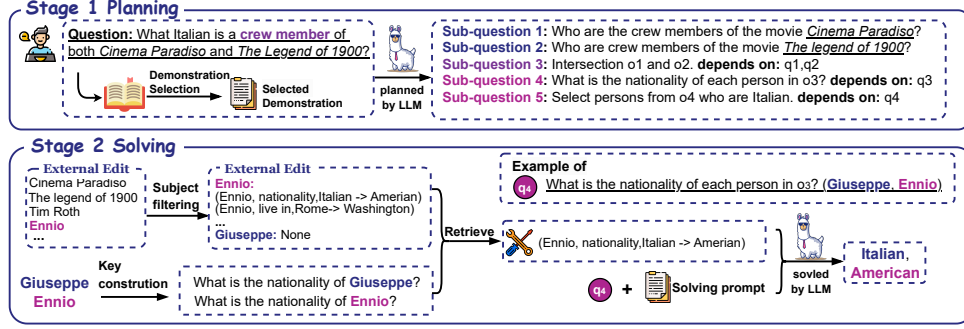 Stage 1 Planning
Question: What Italian is a crew member of
both Cinema Paradiso and The Legend of 1900?
Demonstration
Selection
Selected
Demonstration
planned
by LLM
Sub-question 1: Who are the crew members of the movie Cinema Paradiso?
Sub-question 2: Who are crew members of the movie The legend of 1900?
Sub-question 3: Intersection o1 and o2. depends on: q1,q2
Sub-question 4: What is the nationality of each person in o3? depends on: q3
Sub-question 5: Select persons from o4 who are Italian. depends on: q4
Stage 2 Solving
External Edit
Cinema Paradiso
The legend of 1900
Tim Roth
Ennio
...
Subject
filtering
External Edit
Ennio:
(Ennio, nationality,Italian -> Amerian)
(Ennio, live in,Rome-> Washington)
...
Giuseppe: None
Giuseppe
Ennio
Key
constrution
What is the nationality of Giuseppe?
What is the nationality of Ennio?
Retrieve
Example of
q4 What is the nationality of each person in o3? (Giuseppe, Ennio)
(Ennio, nationality,Italian -> Amerian)
q4 + Solving prompt
sovled
by LLM
Italian,
American